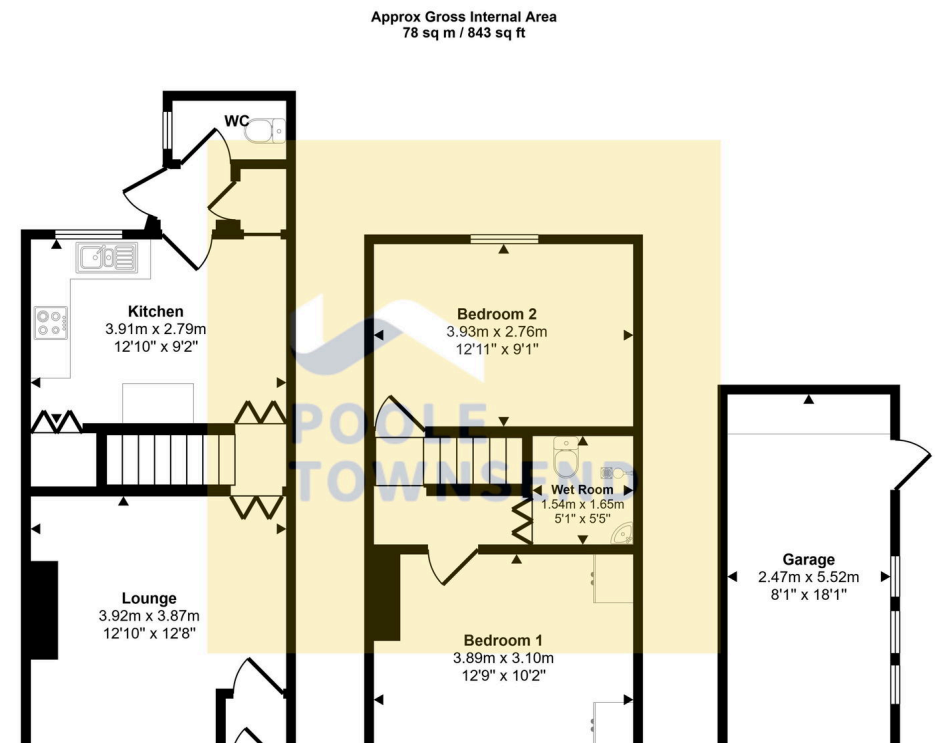 Approx Gross Internal Area
78 sq m / 843 sq ft
WC
Kitchen
3.91m x 2.79m
12'10" x 9'2"
Bedroom 2
3.93m x 2.76m
12'11" x 9'1"
POOLE
TOWNSEND
Wet Room
1.54m x 1.65m
5'1" x 5'5"
Lounge
3.92m x 3.87m
12'10" x 12'8"
Bedroom 1
3.89m x 3.10m
12'9" x 10'2"
Garage
2.47m x 5.52m
8'1" x 18'1"